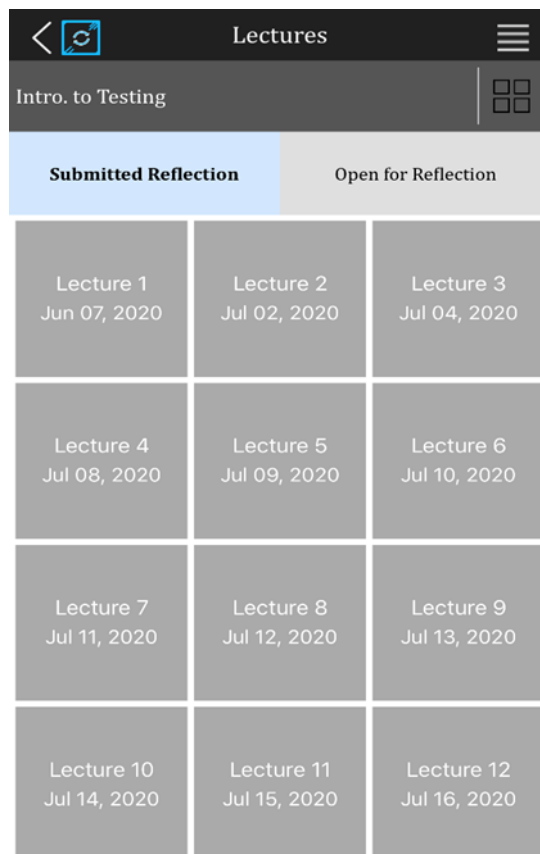 Lectures
Intro. to Testing
Submitted Reflection
Open for Reflection
Lecture 1
Jun 07, 2020
Lecture 2
Jul 02, 2020
Lecture 3
Jul 04, 2020
Lecture 4
Jul 08, 2020
Lecture 5
Jul 09, 2020
Lecture 6
Jul 10, 2020
Lecture 7
Jul 11, 2020
Lecture 8
Jul 12, 2020
Lecture 9
Jul 13, 2020
Lecture 10
Jul 14, 2020
Lecture 11
Jul 15, 2020
Lecture 12
Jul 16, 2020